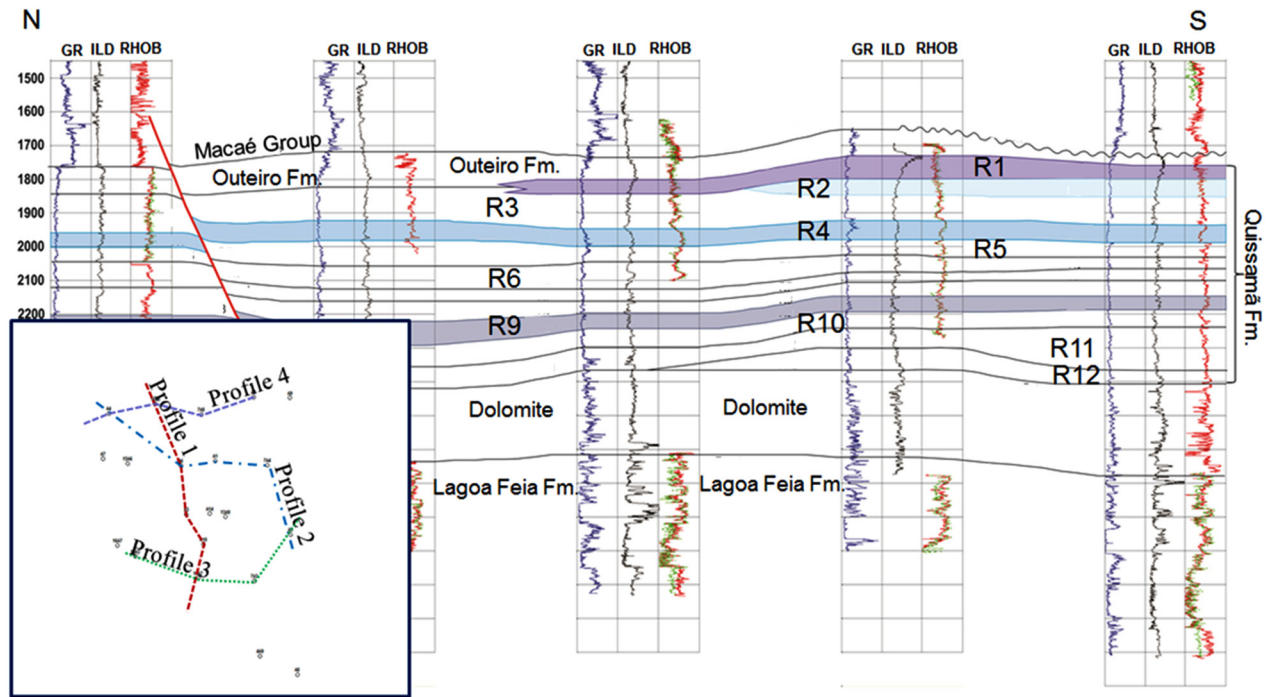 N
S
GR ILD RHOB
GR ILD RHOB
GR ILD RHOB
GR ILD RHOB
GR ILD RHOB
1500
1600
1700
1800
1900
2000
2100
2200
Macaé Group
Outeiro Fm
Outeiro Fm.
R1
R2
R3
R4
R5
R6
R9
R10
R11
R12
Quissamã Fm.
Dolomite
Dolomite
Lagoa Feia Fm.
Lagoa Feia Fm.
Profile 4
Profile 1
Profile 2
Profile 3